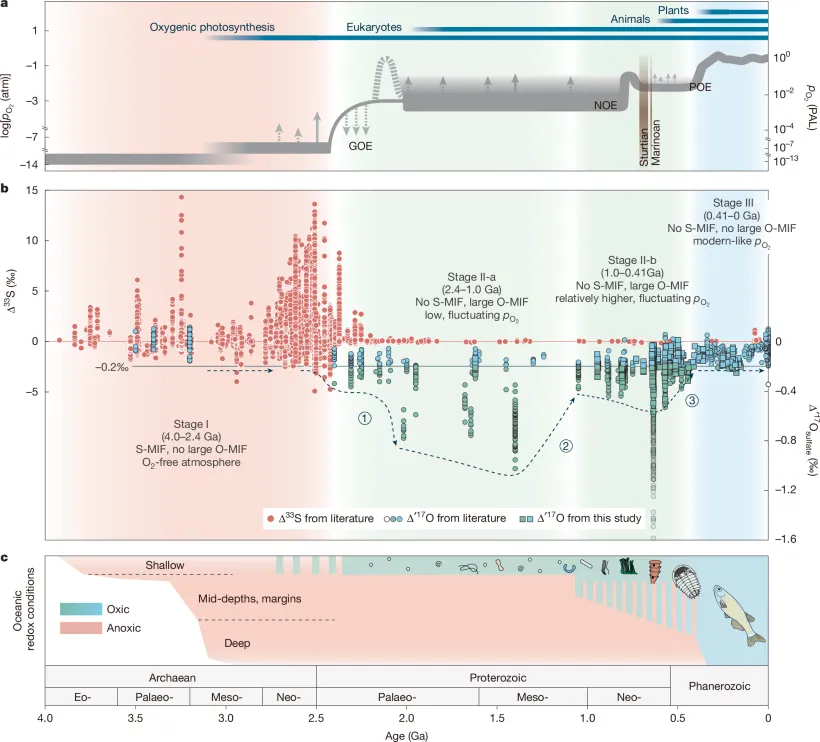 a
Plants
Animals
Oxygenic photosynthesis
Eukaryotes
log[pO2 (atm)]
1
−1
−3
−7
−14
GOE
NOE
POE
Sturtian
Marinoan
10^0
10^−2
10^−4
10^−7
10^−13
pO2 (PAL)
b
Δ33S (‰)
15
10
5
0
−5
−0.2‰
Stage I
(4.0–2.4 Ga)
S-MIF, no large O-MIF
O2-free atmosphere
Stage II-a
(2.4–1.0 Ga)
No S-MIF, large O-MIF
low, fluctuating pO2
Stage II-b
(1.0–0.41Ga)
No S-MIF, large O-MIF
relatively higher, fluctuating pO2
Stage III
(0.41–0 Ga)
No S-MIF, no large O-MIF
modern-like pO2
1
2
3
0
−0.4
−0.8
−1.2
−1.6
Δ′17Osulfate (‰)
Δ33S from literature
Δ′17O from literature
Δ′17O from this study
c
Oceanic
redox conditions
Shallow
Mid-depths, margins
Deep
Oxic
Anoxic
Archaean
Proterozoic
Phanerozoic
Eo-
Palaeo-
Meso-
Neo-
Palaeo-
Meso-
Neo-
4.0
3.5
3.0
2.5
2.0
1.5
1.0
0.5
0
Age (Ga)